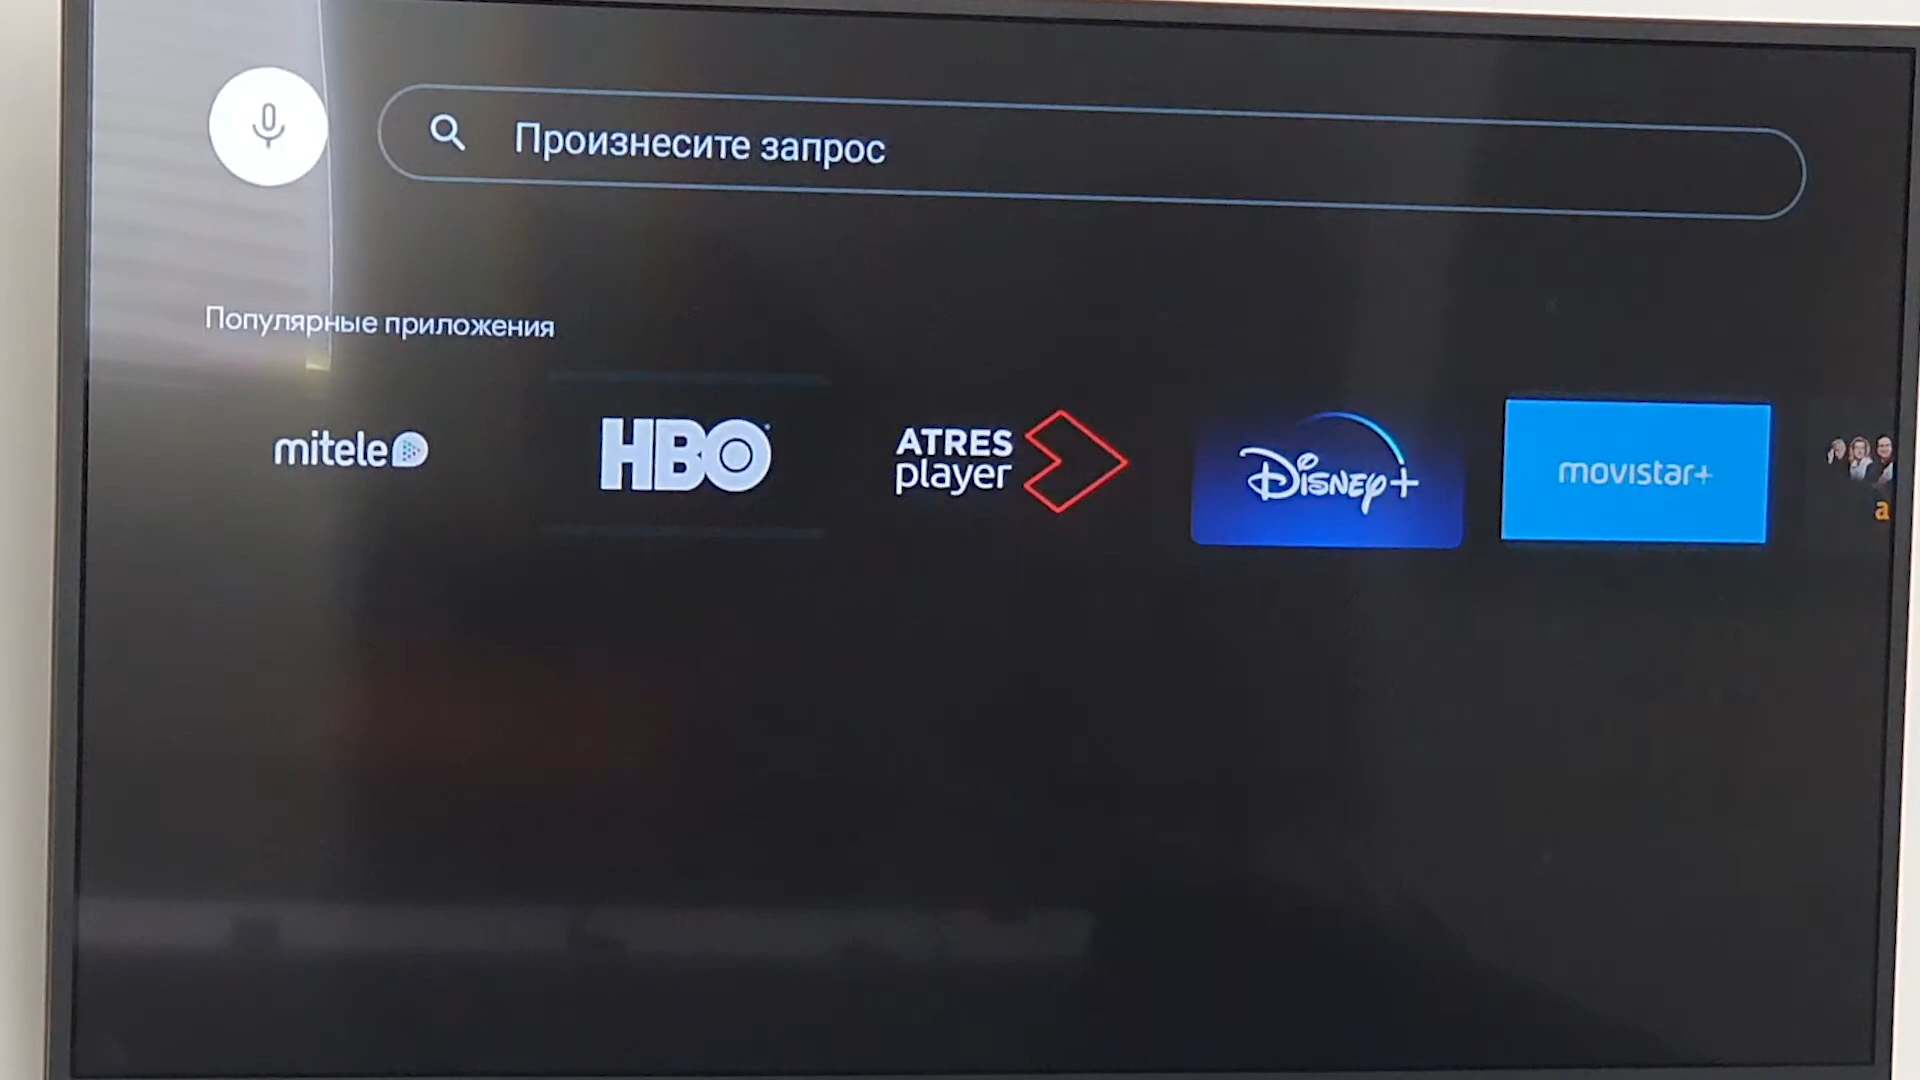 Произнесите запрос
Популярные приложения
mitele
HBO
ATRES
player
Disney+
movistar+
a